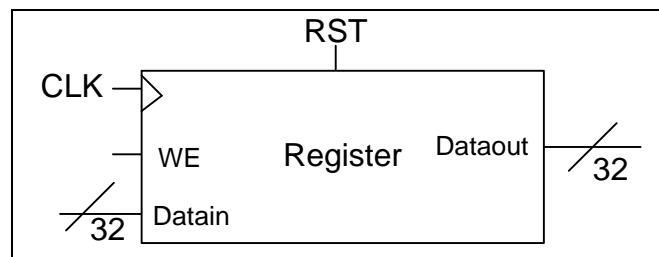 RST
CLK
WE
Register
Dataout
32
32
Datain